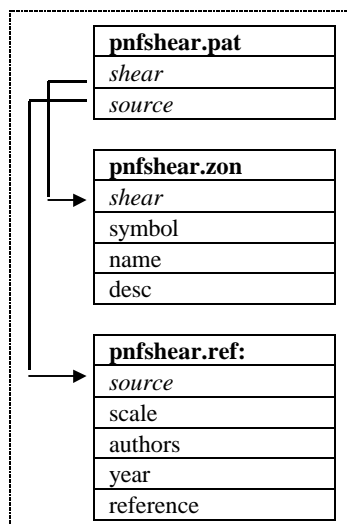 pnfshear.pat
shear
source
pnfshear.zon
shear
symbol
name
desc
pnfshear.ref:
source
scale
authors
year
reference